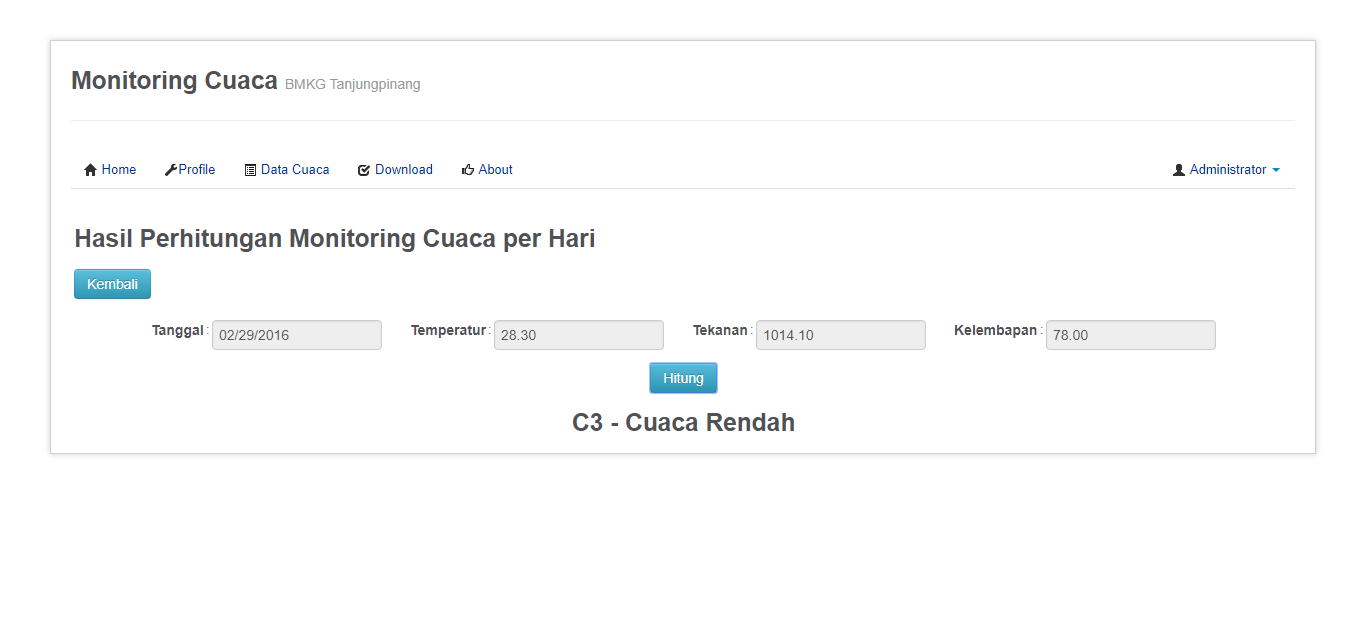 Monitoring Cuaca BMKG Tanjungpinang
Home Profile Data Cuaca Download About Administrator
Hasil Perhitungan Monitoring Cuaca per Hari
Kembali
Tanggal : 02/29/2016 Temperatur : 28.30 Tekanan : 1014.10 Kelembapan : 78.00
Hitung
C3 - Cuaca Rendah